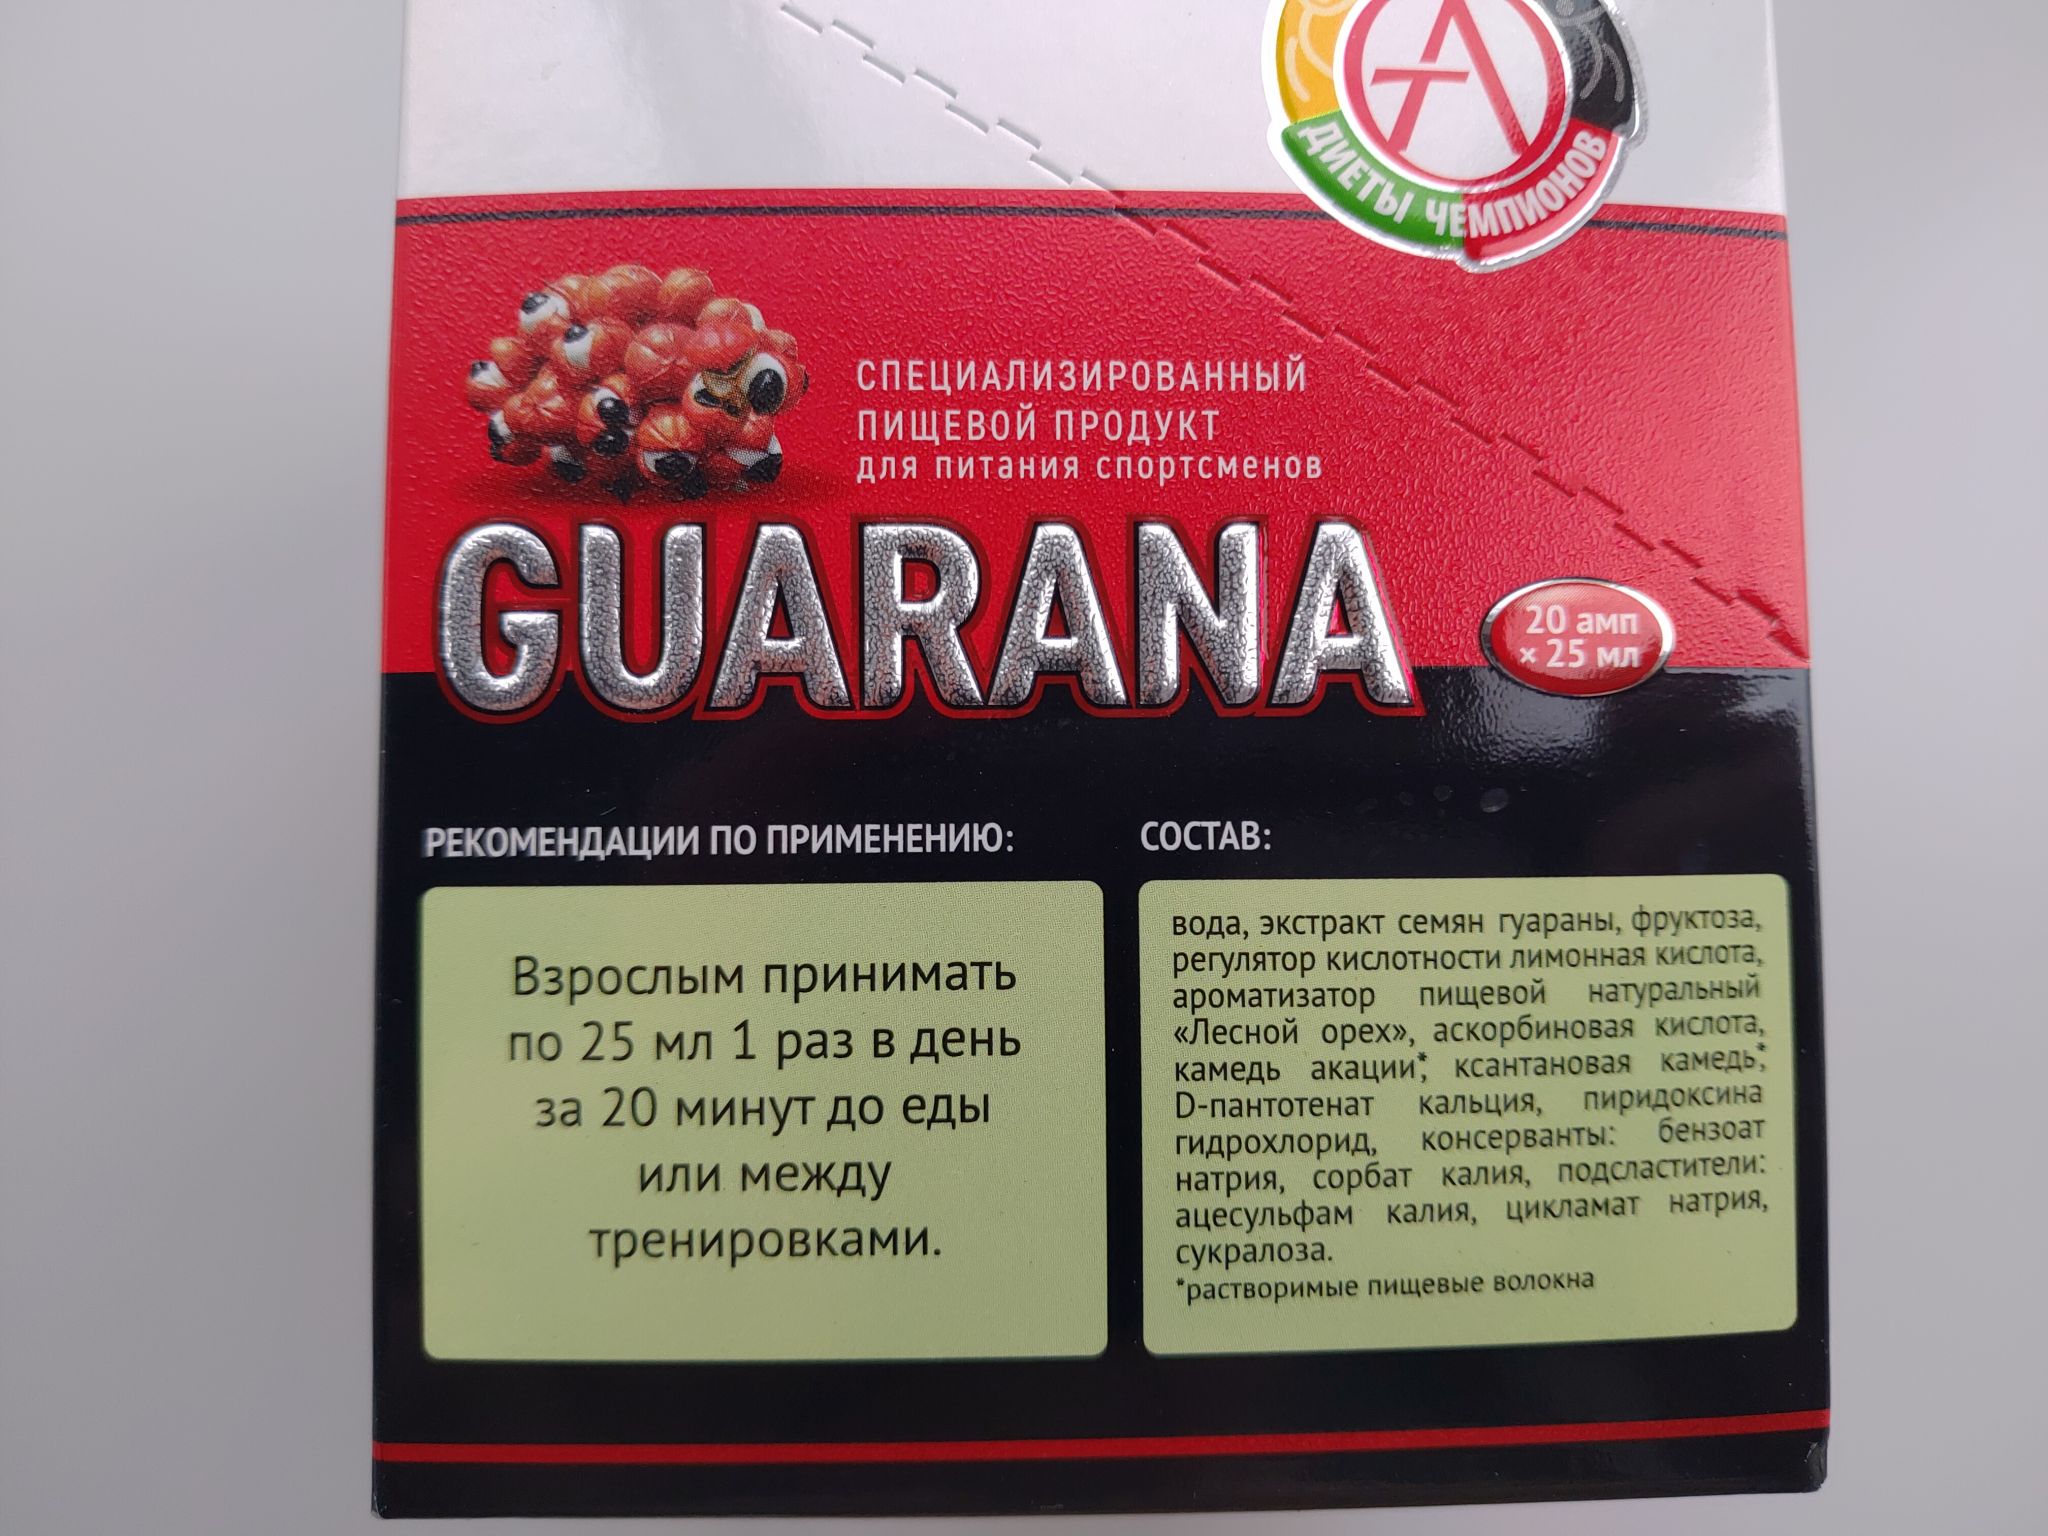 ДИЕТЫ ЧЕМПИОНОВ
СПЕЦИАЛИЗИРОВАННЫЙ
ПИЩЕВОЙ ПРОДУКТ
для питания спортсменов
GUARANA
20 амп
× 25 мл
РЕКОМЕНДАЦИИ ПО ПРИМЕНЕНИЮ:
Взрослым принимать
по 25 мл 1 раз в день
за 20 минут до еды
или между
тренировками.
СОСТАВ:
вода, экстракт семян гуараны, фруктоза,
регулятор кислотности лимонная кислота,
ароматизатор пищевой натуральный
«Лесной орех», аскорбиновая кислота,
камедь акации*, ксантановая камедь*,
D-пантотенат кальция, пиридоксина
гидрохлорид, консерванты: бензоат
натрия, сорбат калия, подсластители:
ацесульфам калия, цикламат натрия,
сукралоза.
*растворимые пищевые волокна